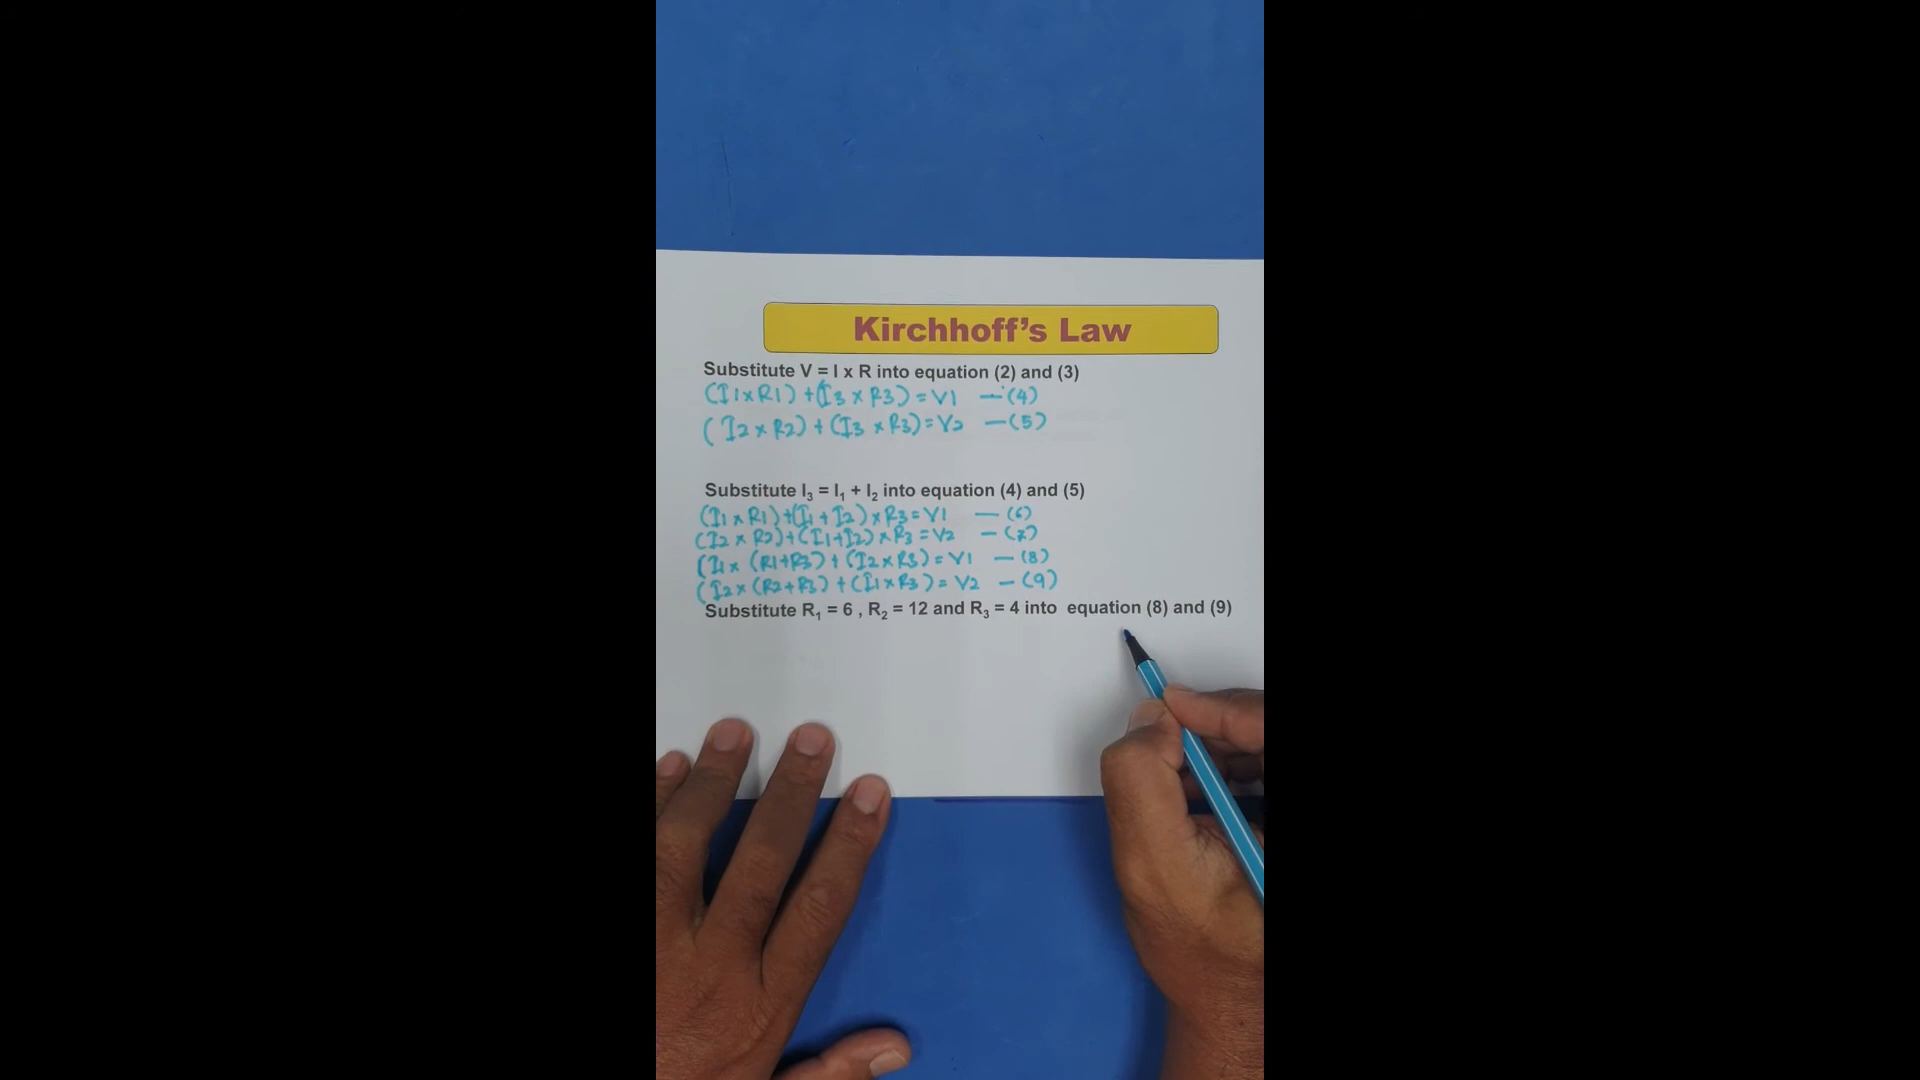 Kirchhoff's Law
Substitute V = I x R into equation (2) and (3)
(I1xR1) +(I3 x R3) = V1 — (4)
( I2 x R2) + (I3 x R3) = V2 — (5)
Substitute I₃ = I₁ + I₂ into equation (4) and (5)
(I1 x R1) +(I1 + I2) x R3 = V1 — (6)
(I2 x R2) + (I1+I2) x R3 = V2 — (7)
(I1 x (R1+R3) + (I2 x R3) = V1 — (8)
(I2 x (R2+R3) + (I1 x R3) = V2 — (9)
Substitute R₁ = 6 , R₂ = 12 and R₃ = 4 into equation (8) and (9)